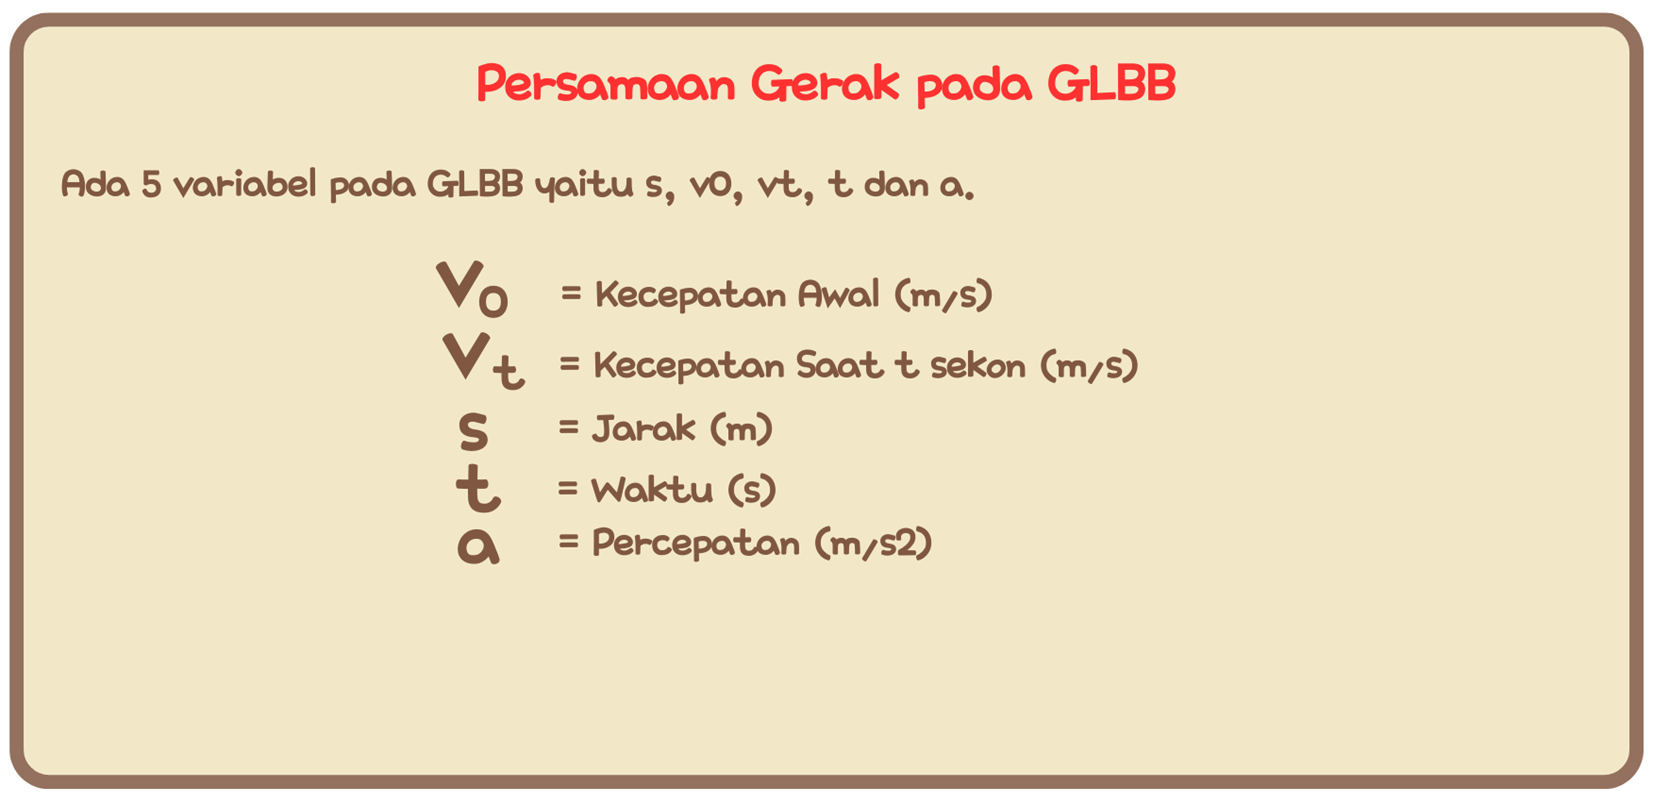 Persamaan Gerak pada GLBB
Ada 5 variabel pada GLBB yaitu s, v0, vt, t dan a.
V0 = Kecepatan Awal (m/s)
Vt = Kecepatan Saat t sekon (m/s)
s = Jarak (m)
t = Waktu (s)
a = Percepatan (m/s2)